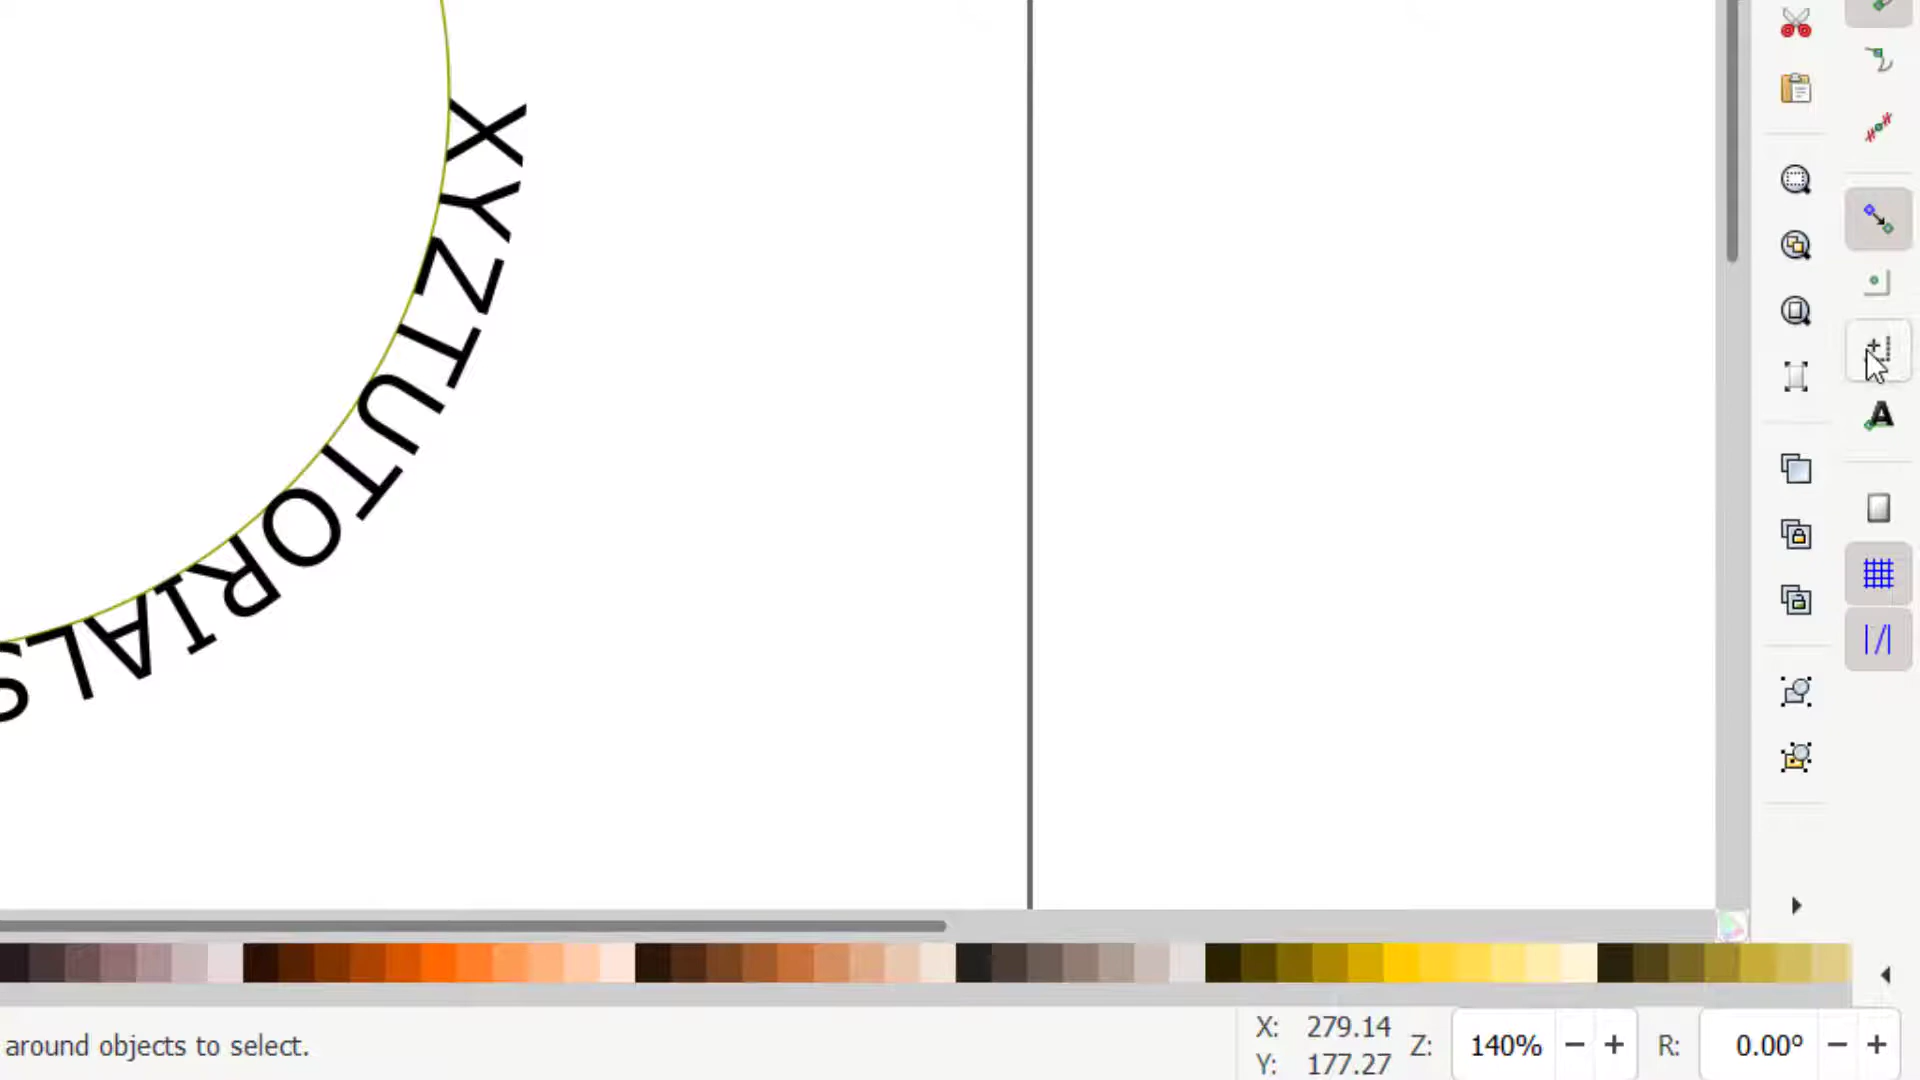 XYZTUTORIALS
around objects to select.
X: 279.14
Y: 177.27
Z: 140% − +
R: 0.00° − +